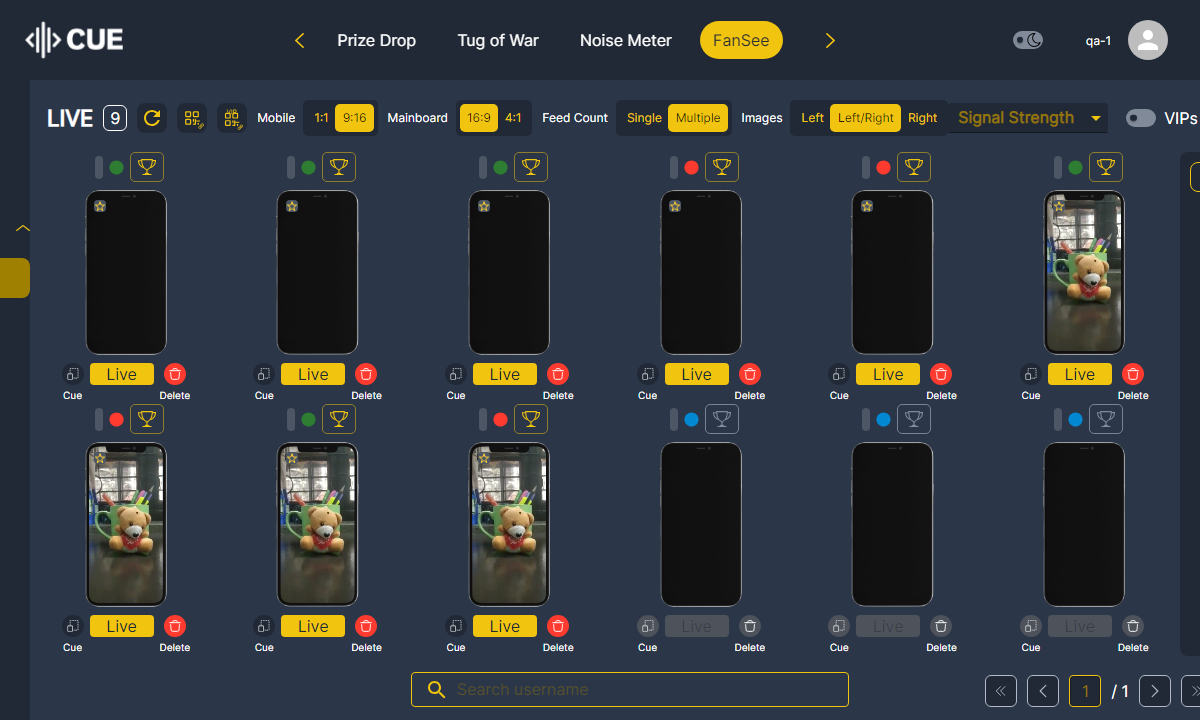 CUE
Prize Drop
Tug of War
Noise Meter
FanSee
qa-1
LIVE 9
VIP
Mobile 1:1 9:16
Mainboard 16:9 4:1
Feed Count Single Multiple
Images Left Left/Right Right
Signal Strength
VIPs
Live Live Live Live Live Live
Cue Delete Cue Delete Cue Delete Cue Delete Cue Delete Cue Delete
Live Live Live Live Live Live
Cue Delete Cue Delete Cue Delete Cue Delete Cue Delete Cue Delete
Search username
1 / 1